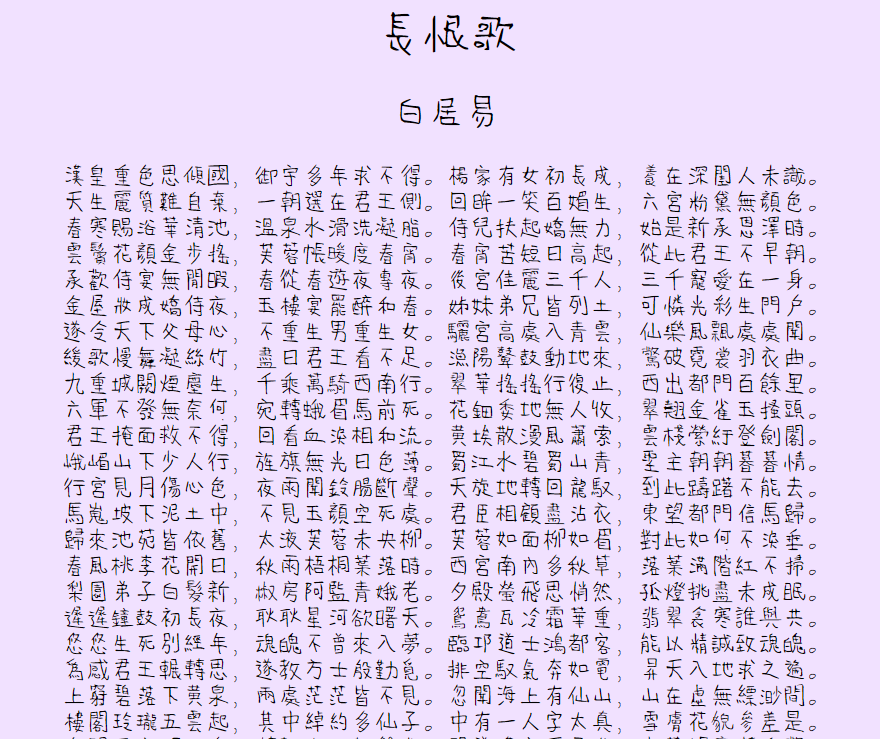 長恨歌
白居易
漢皇重色思傾國, 御宇多年求不得。 楊家有女初長成, 養在深閨人未識。
天生麗質難自棄, 一朝選在君王側。 回眸一笑百媚生, 六宮粉黛無顏色。
春寒賜浴華清池, 溫泉水滑洗凝脂。 侍兒扶起嬌無力, 始是新承恩澤時。
雲鬢花顏金步搖, 芙蓉帳暖度春宵。 春宵苦短日高起, 從此君王不早朝。
承歡侍宴無閒暇, 春從春遊夜專夜。 後宮佳麗三千人, 三千寵愛在一身。
金屋妝成嬌侍夜, 玉樓宴罷醉和春。 姊妹弟兄皆列土, 可憐光彩生門戶。
遂令天下父母心, 不重生男重生女。 驪宮高處入青雲, 仙樂風飄處處聞。
緩歌慢舞凝絲竹, 盡日君王看不足。 漁陽鼙鼓動地來, 驚破霓裳羽衣曲。
九重城闕煙塵生, 千乘萬騎西南行。 翠華搖搖行復止, 西出都門百餘里。
六軍不發無奈何, 宛轉蛾眉馬前死。 花鈿委地無人收, 翠翹金雀玉搔頭。
君王掩面救不得, 回看血淚相和流。 黃埃散漫風蕭索, 雲棧縈紆登劍閣。
峨嵋山下少人行, 旌旗無光日色薄。 蜀江水碧蜀山青, 聖主朝朝暮暮情。
行宮見月傷心色, 夜雨聞鈴腸斷聲。 天旋地轉回龍馭, 到此躊躇不能去。
馬嵬坡下泥土中, 不見玉顏空死處。 君臣相顧盡沾衣, 東望都門信馬歸。
歸來池苑皆依舊, 太液芙蓉未央柳。 芙蓉如面柳如眉, 對此如何不淚垂。
春風桃李花開日, 秋雨梧桐葉落時。 西宮南內多秋草, 落葉滿階紅不掃。
梨園弟子白髮新, 椒房阿監青娥老。 夕殿螢飛思悄然, 孤燈挑盡未成眠。
遲遲鐘鼓初長夜, 耿耿星河欲曙天。 鴛鴦瓦冷霜華重, 翡翠衾寒誰與共。
悠悠生死別經年, 魂魄不曾來入夢。 臨邛道士鴻都客, 能以精誠致魂魄。
為感君王輾轉思, 遂教方士殷勤覓。 排空馭氣奔如電, 昇天入地求之遍。
上窮碧落下黃泉, 兩處茫茫皆不見。 忽聞海上有仙山, 山在虛無縹渺間。
樓閣玲瓏五雲起, 其中綽約多仙子。 中有一人字太真, 雪膚花貌參差是。